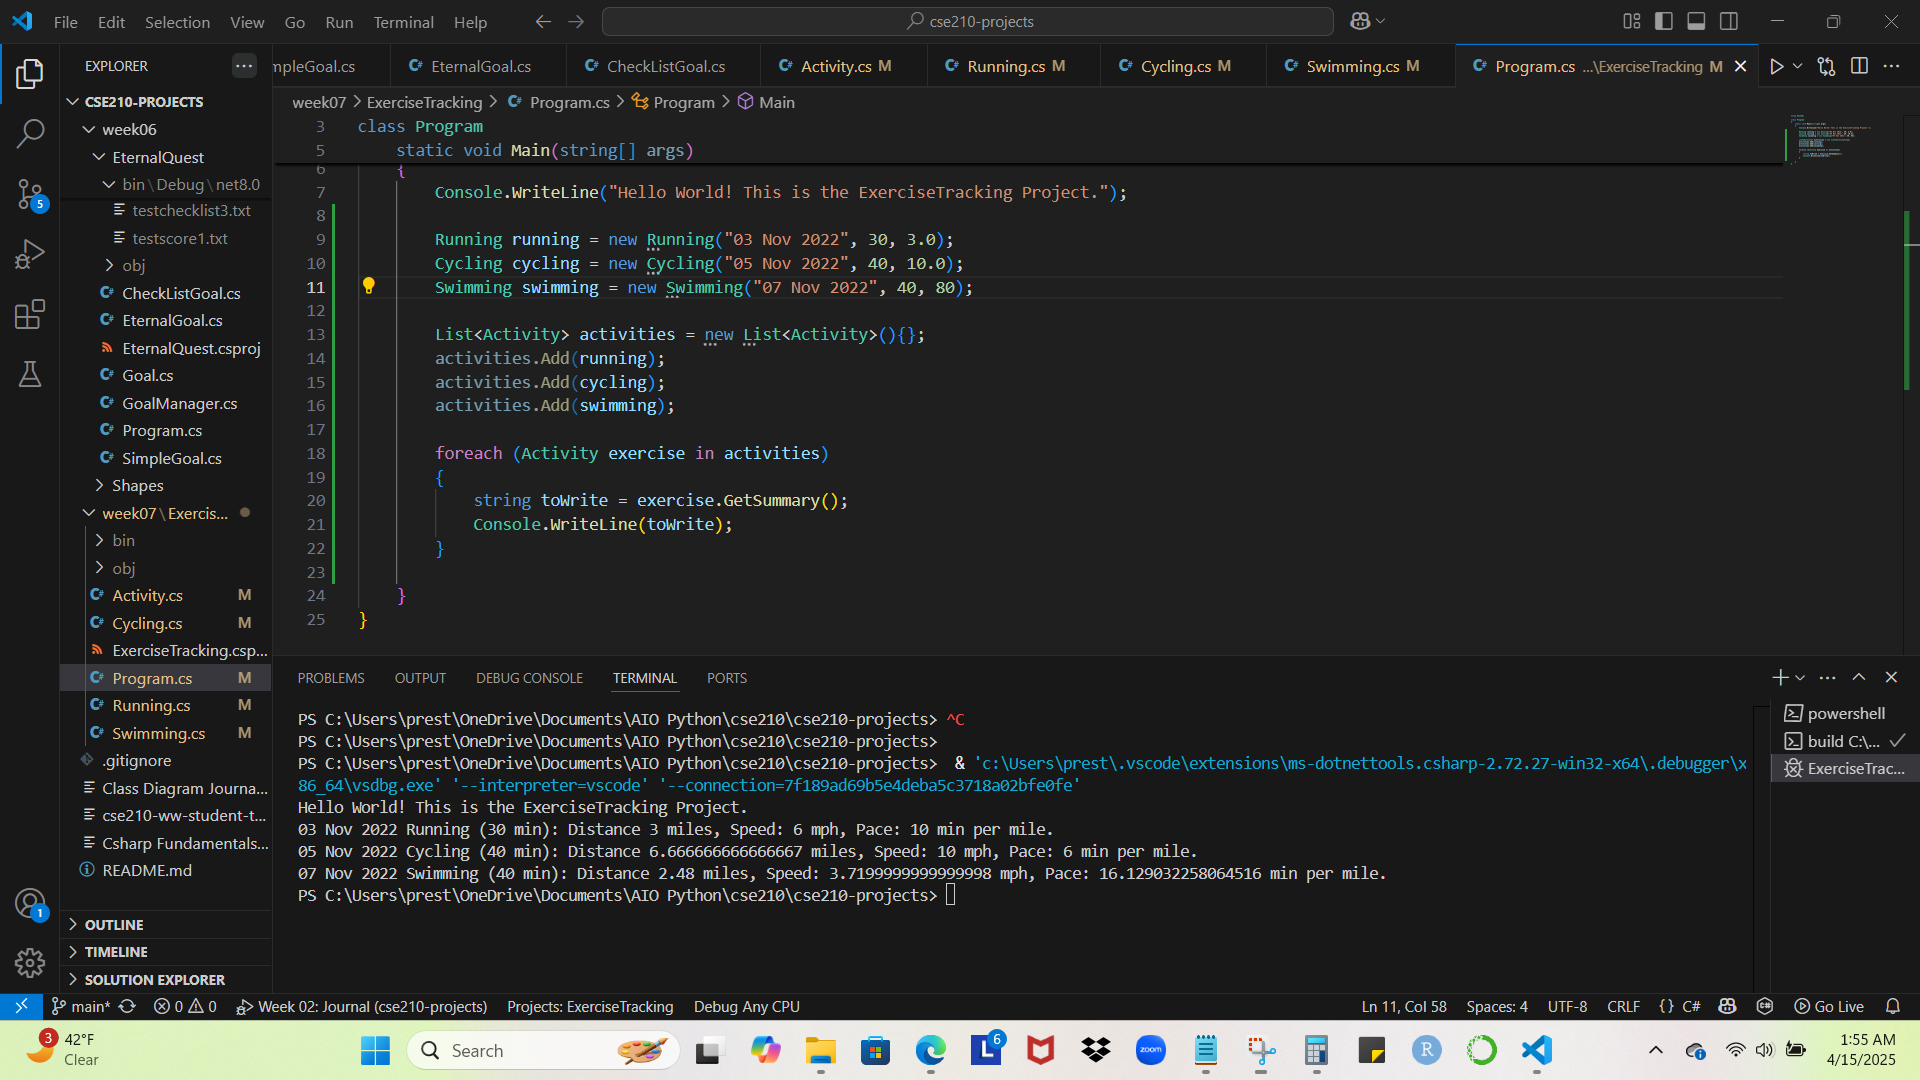 File Edit Selection View Go Run Terminal Help
cse210-projects
EXPLORER
mpleGoal.cs
EternalGoal.cs
CheckListGoal.cs
Activity.cs M
Running.cs M
Cycling.cs M
Swimming.cs M
Program.cs ...\ExerciseTracking M
week07 > ExerciseTracking > Program.cs > Program > Main
CSE210-PROJECTS
week06
EternalQuest
bin\Debug\net8.0
testchecklist3.txt
testscore1.txt
obj
CheckListGoal.cs
EternalGoal.cs
EternalQuest.csproj
Goal.cs
GoalManager.cs
Program.cs
SimpleGoal.cs
Shapes
week07\Exercis...
bin
obj
Activity.cs M
Cycling.cs M
ExerciseTracking.csp...
Program.cs M
Running.cs M
Swimming.cs M
.gitignore
Class Diagram Journa...
cse210-ww-student-t...
Csharp Fundamentals...
README.md
OUTLINE
TIMELINE
SOLUTION EXPLORER
5
1
3 class Program
5 static void Main(string[] args)
6 {
7 Console.WriteLine("Hello World! This is the ExerciseTracking Project.");
8
9 Running running = new Running("03 Nov 2022", 30, 3.0);
10 Cycling cycling = new Cycling("05 Nov 2022", 40, 10.0);
11 Swimming swimming = new Swimming("07 Nov 2022", 40, 80);
12
13 List<Activity> activities = new List<Activity>(){};
14 activities.Add(running);
15 activities.Add(cycling);
16 activities.Add(swimming);
17
18 foreach (Activity exercise in activities)
19 {
20 string toWrite = exercise.GetSummary();
21 Console.WriteLine(toWrite);
22 }
23
24 }
25 }
PROBLEMS OUTPUT DEBUG CONSOLE TERMINAL PORTS
PS C:\Users\prest\OneDrive\Documents\AIO Python\cse210\cse210-projects> ^C
PS C:\Users\prest\OneDrive\Documents\AIO Python\cse210\cse210-projects>
PS C:\Users\prest\OneDrive\Documents\AIO Python\cse210\cse210-projects> & 'c:\Users\prest\.vscode\extensions\ms-dotnettools.csharp-2.72.27-win32-x64\.debugger\x
86_64\vsdbg.exe' '--interpreter=vscode' '--connection=7f189ad69b5e4deba5c3718a02bfe0fe'
Hello World! This is the ExerciseTracking Project.
03 Nov 2022 Running (30 min): Distance 3 miles, Speed: 6 mph, Pace: 10 min per mile.
05 Nov 2022 Cycling (40 min): Distance 6.666666666666667 miles, Speed: 10 mph, Pace: 6 min per mile.
07 Nov 2022 Swimming (40 min): Distance 2.48 miles, Speed: 3.7199999999999998 mph, Pace: 16.129032258064516 min per mile.
PS C:\Users\prest\OneDrive\Documents\AIO Python\cse210\cse210-projects>
powershell
build C:\...
ExerciseTrac...
main* 0 0 Week 02: Journal (cse210-projects) Projects: ExerciseTracking Debug Any CPU
Ln 11, Col 58 Spaces: 4 UTF-8 CRLF {} C# Go Live
3
42°F
Clear
Search
L 6
zoom
R
1:55 AM
4/15/2025